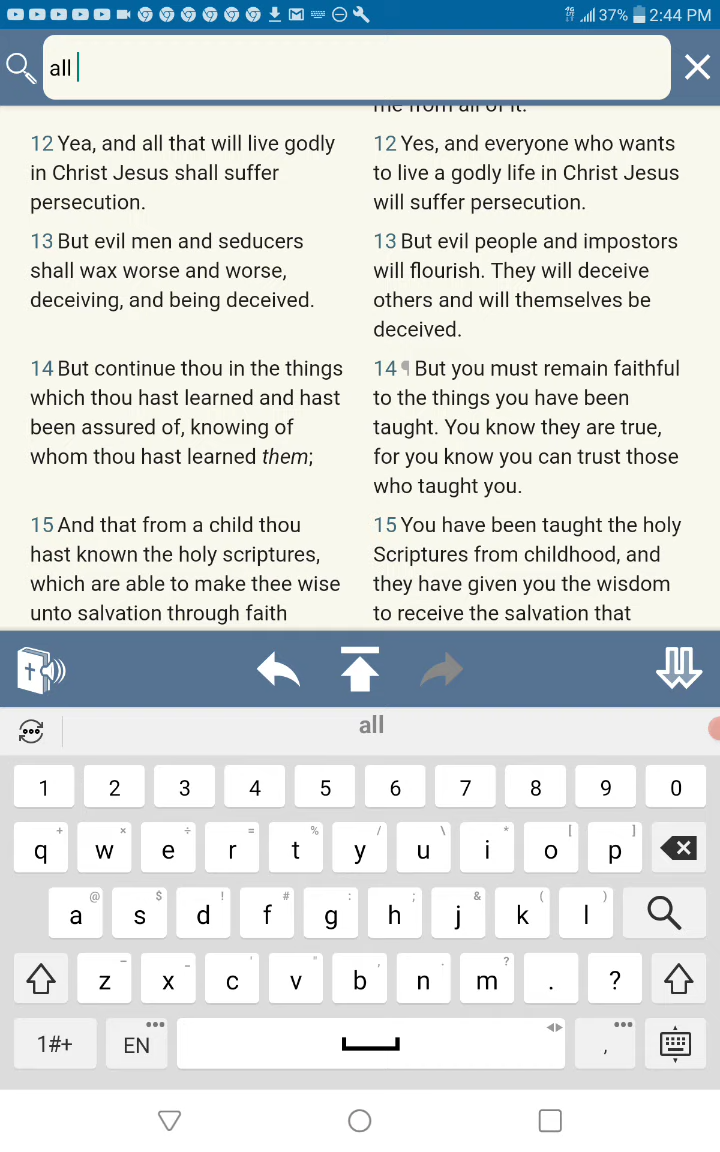 37% 2:44 PM
all
me from all of it.
12 Yea, and all that will live godly
in Christ Jesus shall suffer
persecution.
12 Yes, and everyone who wants
to live a godly life in Christ Jesus
will suffer persecution.
13 But evil men and seducers
shall wax worse and worse,
deceiving, and being deceived.
13 But evil people and impostors
will flourish. They will deceive
others and will themselves be
deceived.
14 But continue thou in the things
which thou hast learned and hast
been assured of, knowing of
whom thou hast learned them;
14 ¶ But you must remain faithful
to the things you have been
taught. You know they are true,
for you know you can trust those
who taught you.
15 And that from a child thou
hast known the holy scriptures,
which are able to make thee wise
unto salvation through faith
15 You have been taught the holy
Scriptures from childhood, and
they have given you the wisdom
to receive the salvation that
all
1 2 3 4 5 6 7 8 9 0
+ × ÷ = % / \ * [ ]
q w e r t y u i o p
@ $ ! # : ; & ( )
a s d f g h j k l
z x c v b n m . ?
1#+ EN ,